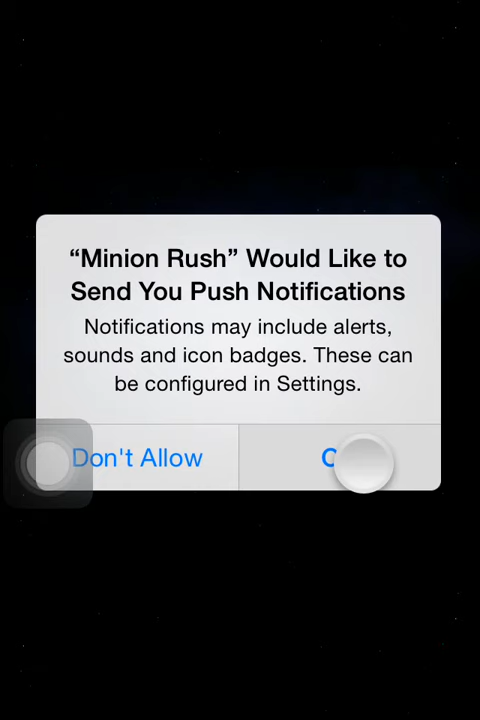 “Minion Rush” Would Like to
Send You Push Notifications
Notifications may include alerts,
sounds and icon badges. These can
be configured in Settings.
Don't Allow